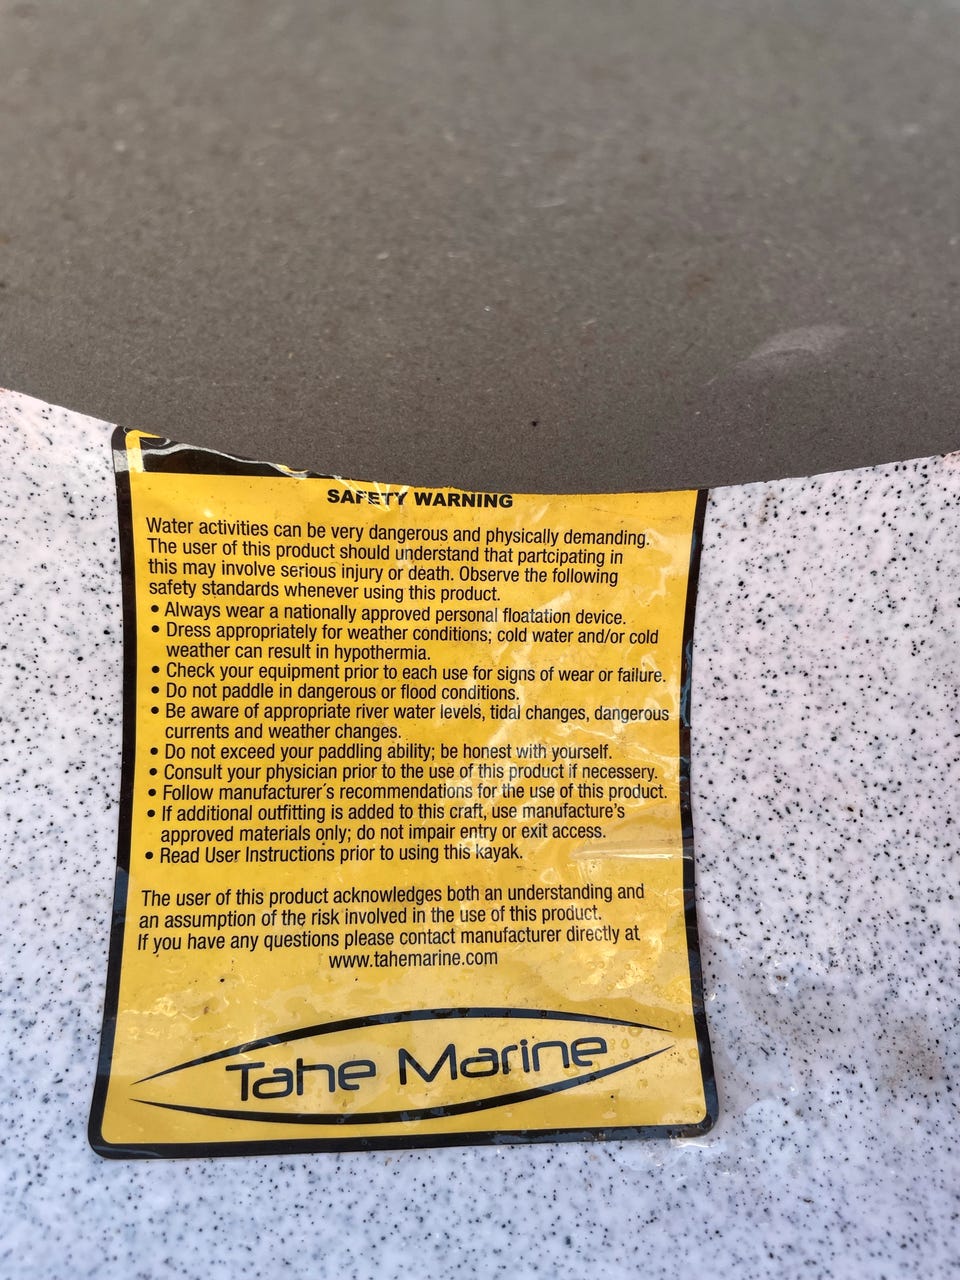 SAFETY WARNING
Water activities can be very dangerous and physically demanding.
The user of this product should understand that partcipating in
this may involve serious injury or death. Observe the following
safety standards whenever using this product.
• Always wear a nationally approved personal floatation device.
• Dress appropriately for weather conditions; cold water and/or cold
weather can result in hypothermia.
• Check your equipment prior to each use for signs of wear or failure.
• Do not paddle in dangerous or flood conditions.
• Be aware of appropriate river water levels, tidal changes, dangerous
currents and weather changes.
• Do not exceed your paddling ability; be honest with yourself.
• Consult your physician prior to the use of this product if necessery.
• Follow manufacturer´s recommendations for the use of this product.
• If additional outfitting is added to this craft, use manufacture's
approved materials only; do not impair entry or exit access.
• Read User Instructions prior to using this kayak.
The user of this product acknowledges both an understanding and
an assumption of the risk involved in the use of this product.
If you have any questions please contact manufacturer directly at
www.tahemarine.com
Tahe Marine